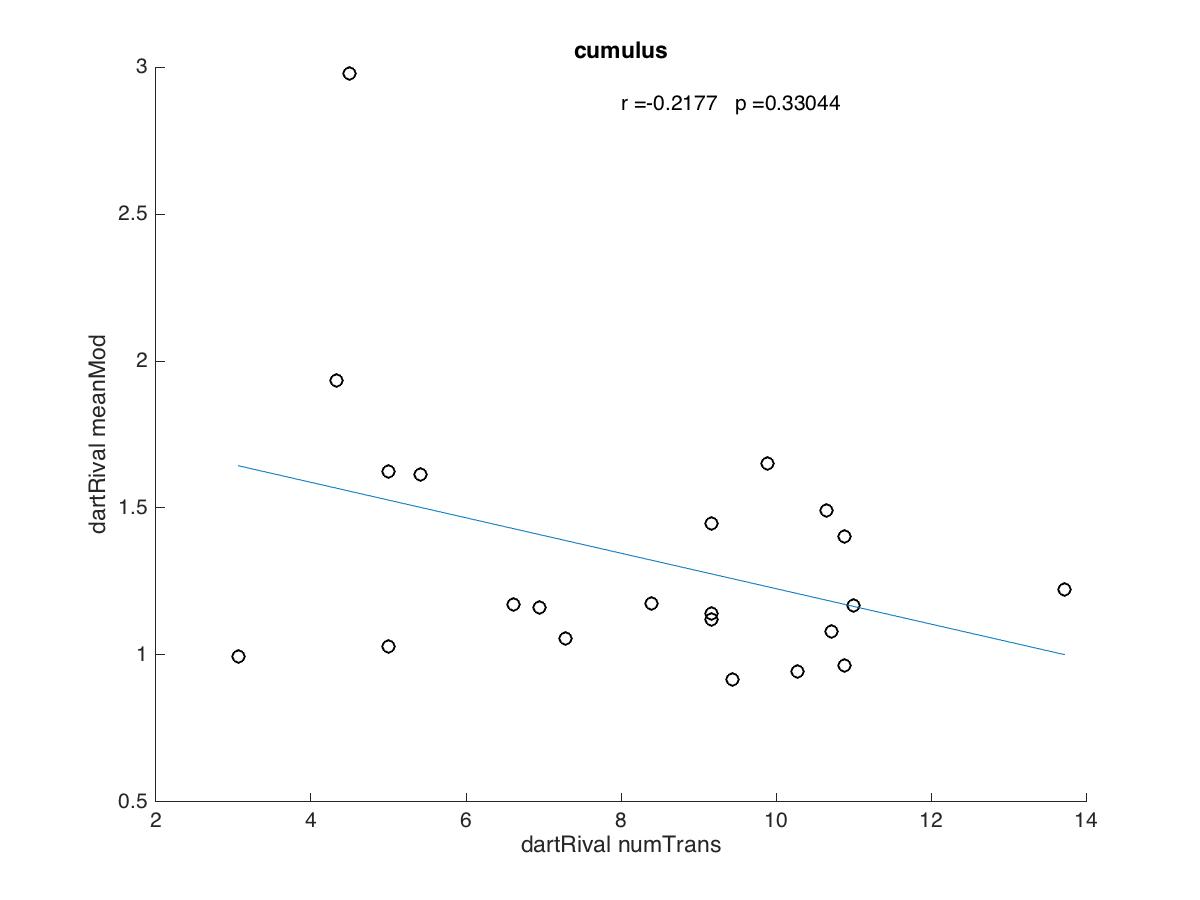 cumulus
r =-0.2177 p =0.33044
3
2.5
2
1.5
1
0.5
dartRival meanMod
2 4 6 8 10 12 14
dartRival numTrans